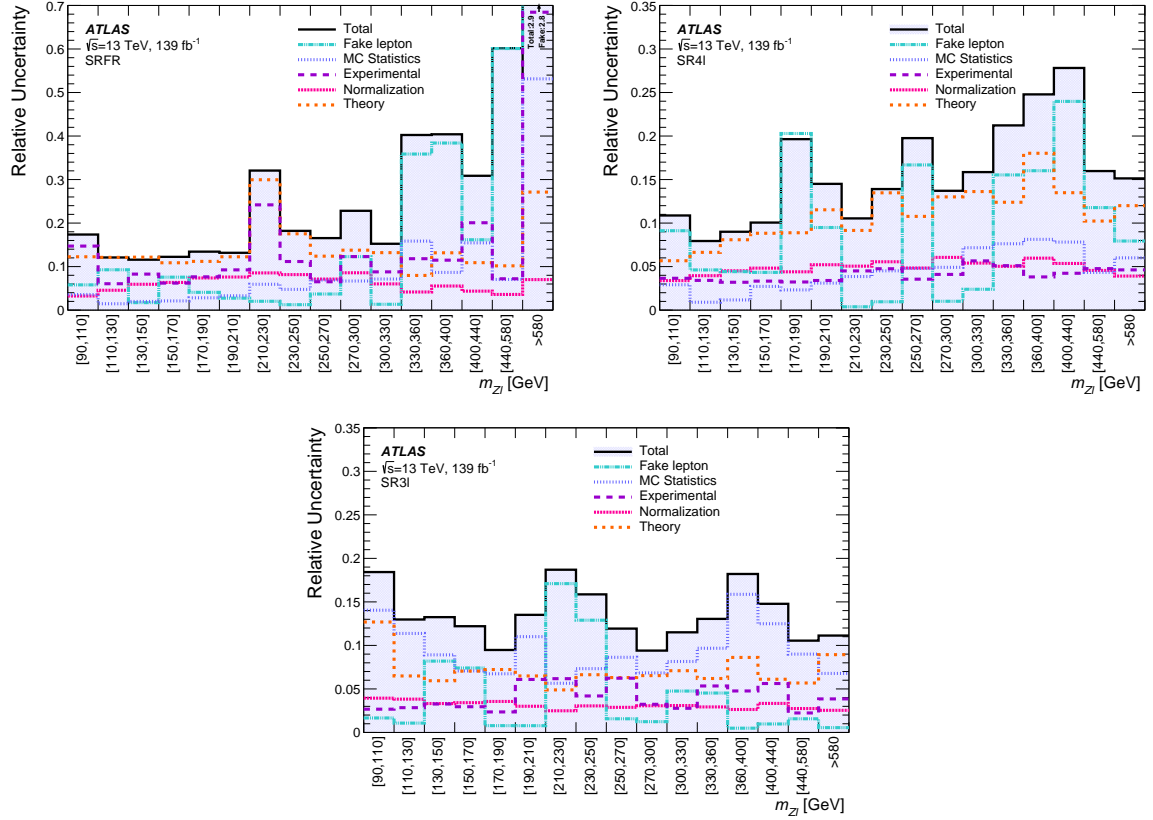 Relative Uncertainty
0.7
0.6
0.5
0.4
0.3
0.2
0.1
0
ATLAS
√s=13 TeV, 139 fb-1
SRFR
Total
Fake lepton
MC Statistics
Experimental
Normalization
Theory
Total:2.9
Fake:2.8
[90,110]
[110,130]
[130,150]
[150,170]
[170,190]
[190,210]
[210,230]
[230,250]
[250,270]
[270,300]
[300,330]
[330,360]
[360,400]
[400,440]
[440,580]
>580
mZl [GeV]
Relative Uncertainty
0.35
0.3
0.25
0.2
0.15
0.1
0.05
0
ATLAS
√s=13 TeV, 139 fb-1
SR4l
Total
Fake lepton
MC Statistics
Experimental
Normalization
Theory
[90,110]
[110,130]
[130,150]
[150,170]
[170,190]
[190,210]
[210,230]
[230,250]
[250,270]
[270,300]
[300,330]
[330,360]
[360,400]
[400,440]
[440,580]
>580
mZl [GeV]
Relative Uncertainty
0.35
0.3
0.25
0.2
0.15
0.1
0.05
0
ATLAS
√s=13 TeV, 139 fb-1
SR3l
Total
Fake lepton
MC Statistics
Experimental
Normalization
Theory
[90,110]
[110,130]
[130,150]
[150,170]
[170,190]
[190,210]
[210,230]
[230,250]
[250,270]
[270,300]
[300,330]
[330,360]
[360,400]
[400,440]
[440,580]
>580
mZl [GeV]